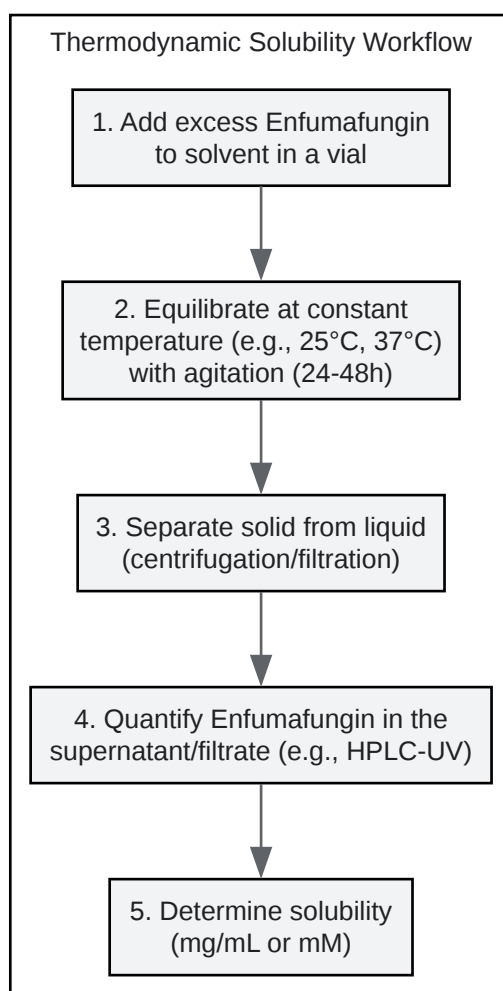 Thermodynamic Solubility Workflow
1. Add excess Enfumafungin
to solvent in a vial
2. Equilibrate at constant
temperature (e.g., 25°C, 37°C)
with agitation (24-48h)
3. Separate solid from liquid
(centrifugation/filtration)
4. Quantify Enfumafungin in the
supernatant/filtrate (e.g., HPLC-UV)
5. Determine solubility
(mg/mL or mM)